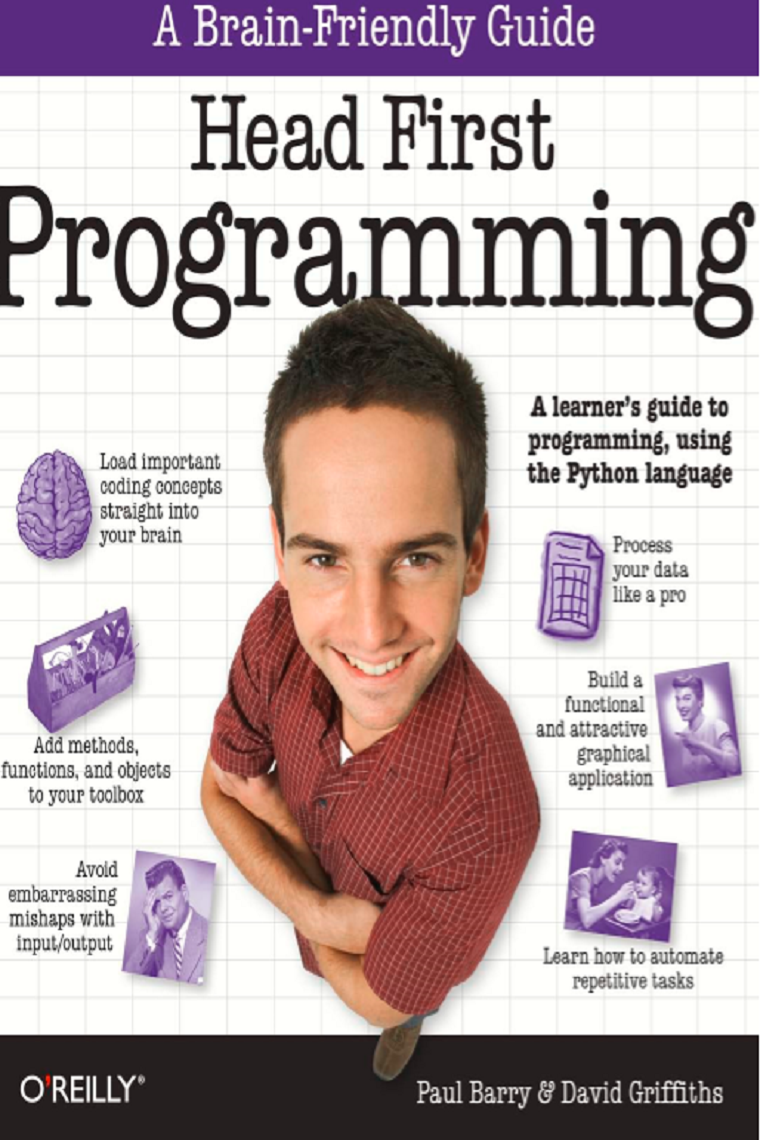 A Brain-Friendly Guide
Head First
Programming
A learner's guide to
programming, using
the Python language
Load important
coding concepts
straight into
your brain
Process
your data
like a pro
Add methods,
functions, and objects
to your toolbox
Build a
functional
and attractive
graphical
application
Avoid
embarrassing
mishaps with
input/output
Learn how to automate
repetitive tasks
O'REILLY®
Paul Barry & David Griffiths